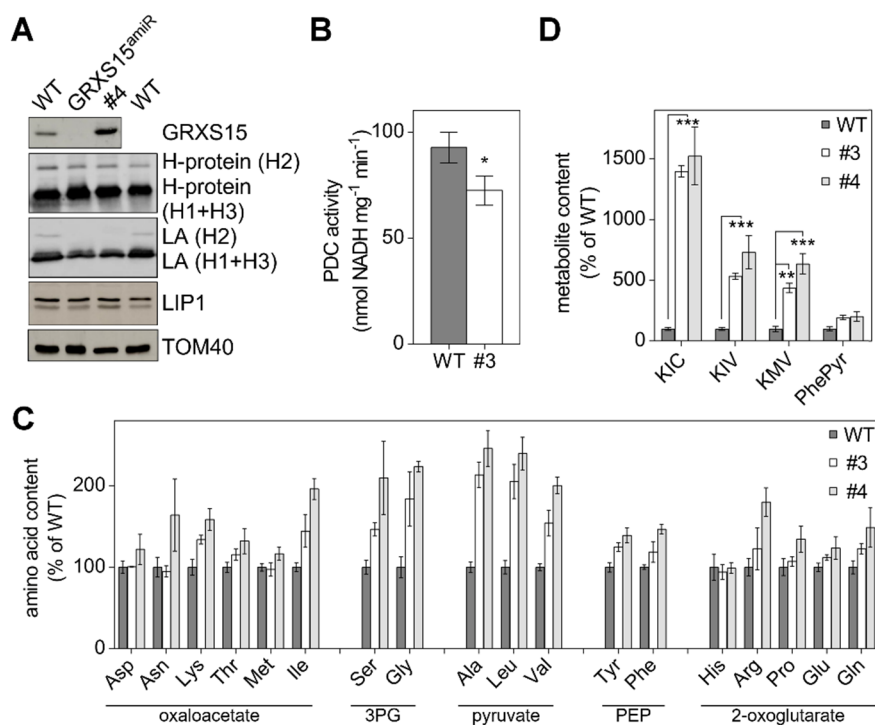 A
WT
GRXS15amiR
#4
WT
GRXS15
H-protein (H2)
H-protein
(H1+H3)
LA (H2)
LA (H1+H3)
LIP1
TOM40
B
PDC activity
(nmol NADH mg⁻¹ min⁻¹)
100
50
0
*
WT #3
D
metabolite content
(% of WT)
1500
1000
500
0
WT
#3
#4
***
***
** ***
KIC
KIV
KMV
PhePyr
C
amino acid content
(% of WT)
200
100
0
WT
#3
#4
Asp Asn Lys Thr Met Ile Ser Gly Ala Leu Val Tyr Phe His Arg Pro Glu Gln
oxaloacetate 3PG pyruvate PEP 2-oxoglutarate